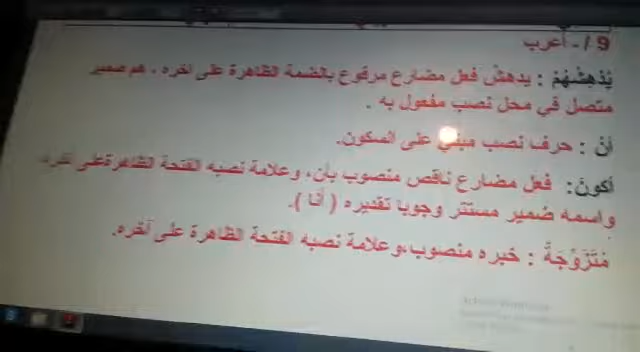 9 /- أعرب
يُدْهِشُهُمْ : يدهشُ فعل مضارع مرفوع بالضمة الظاهرة على آخره . هم ضمير
متصل في محل نصب مفعول به .
أنْ : حرف نصب مبني على السكون.
أكونَ: فعل مضارع ناقص منصوب بأن، وعلامة نصبه الفتحة الظاهرة على آخره،
واسمه ضمير مستتر وجوبا تقديره ( أنا ).
مُتَزَوِّجَةً : خبره منصوب،وعلامة نصبه الفتحة الظاهرة على آخره.